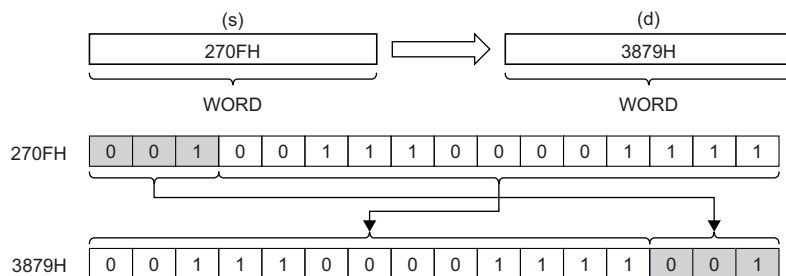 (s) (d)
270FH 3879H
WORD WORD
270FH 0 0 1 0 0 1 1 1 0 0 0 0 1 1 1 1
3879H 0 0 1 1 1 0 0 0 0 1 1 1 1 0 0 1